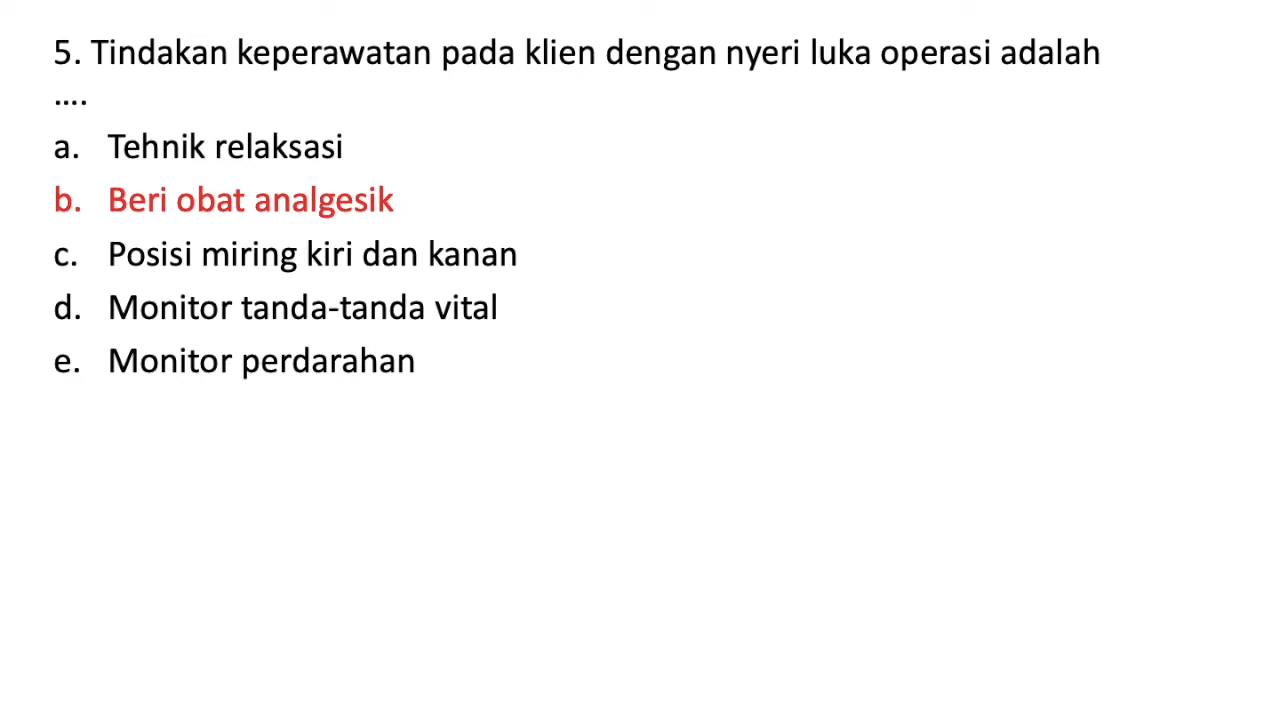 5. Tindakan keperawatan pada klien dengan nyeri luka operasi adalah
....
a. Tehnik relaksasi
b. Beri obat analgesik
c. Posisi miring kiri dan kanan
d. Monitor tanda-tanda vital
e. Monitor perdarahan